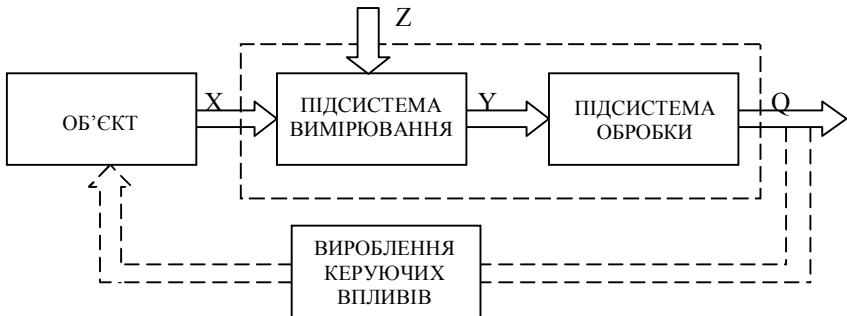 Z
ОБ’ЄКТ
X
ПІДСИСТЕМА
ВИМІРЮВАННЯ
Y
ПІДСИСТЕМА
ОБРОБКИ
Q
ВИРОБЛЕННЯ
КЕРУЮЧИХ
ВПЛИВІВ